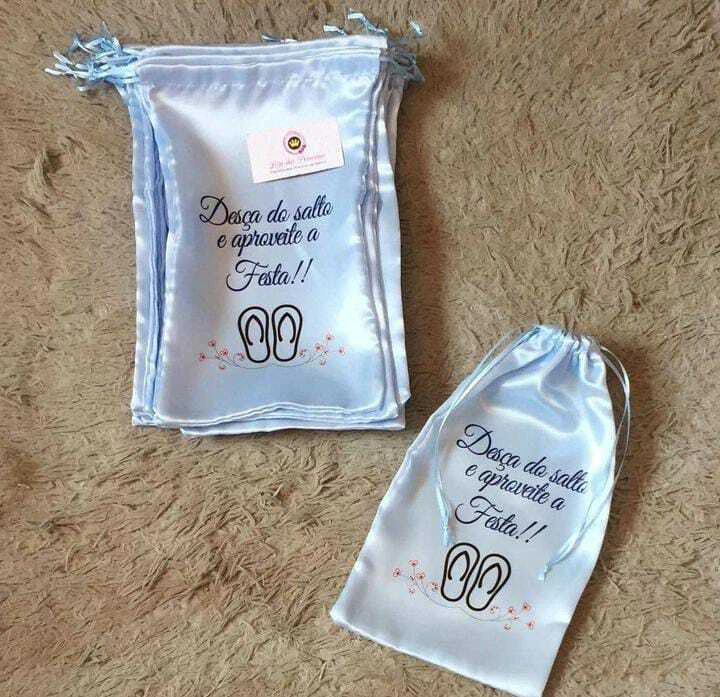 Desça do salto
e aproveite a
Festa!!
Desça do salto
e aproveite a
Festa!!